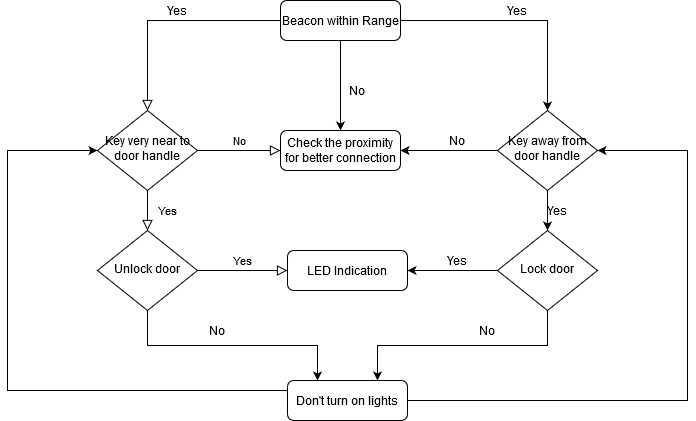 Yes
Beacon within Range
Yes
No
Key very near to
door handle
No
Check the proximity
for better connection
No
Key away from
door handle
Yes
Yes
Unlock door
Yes
LED Indication
Yes
Lock door
No
No
Don't turn on lights